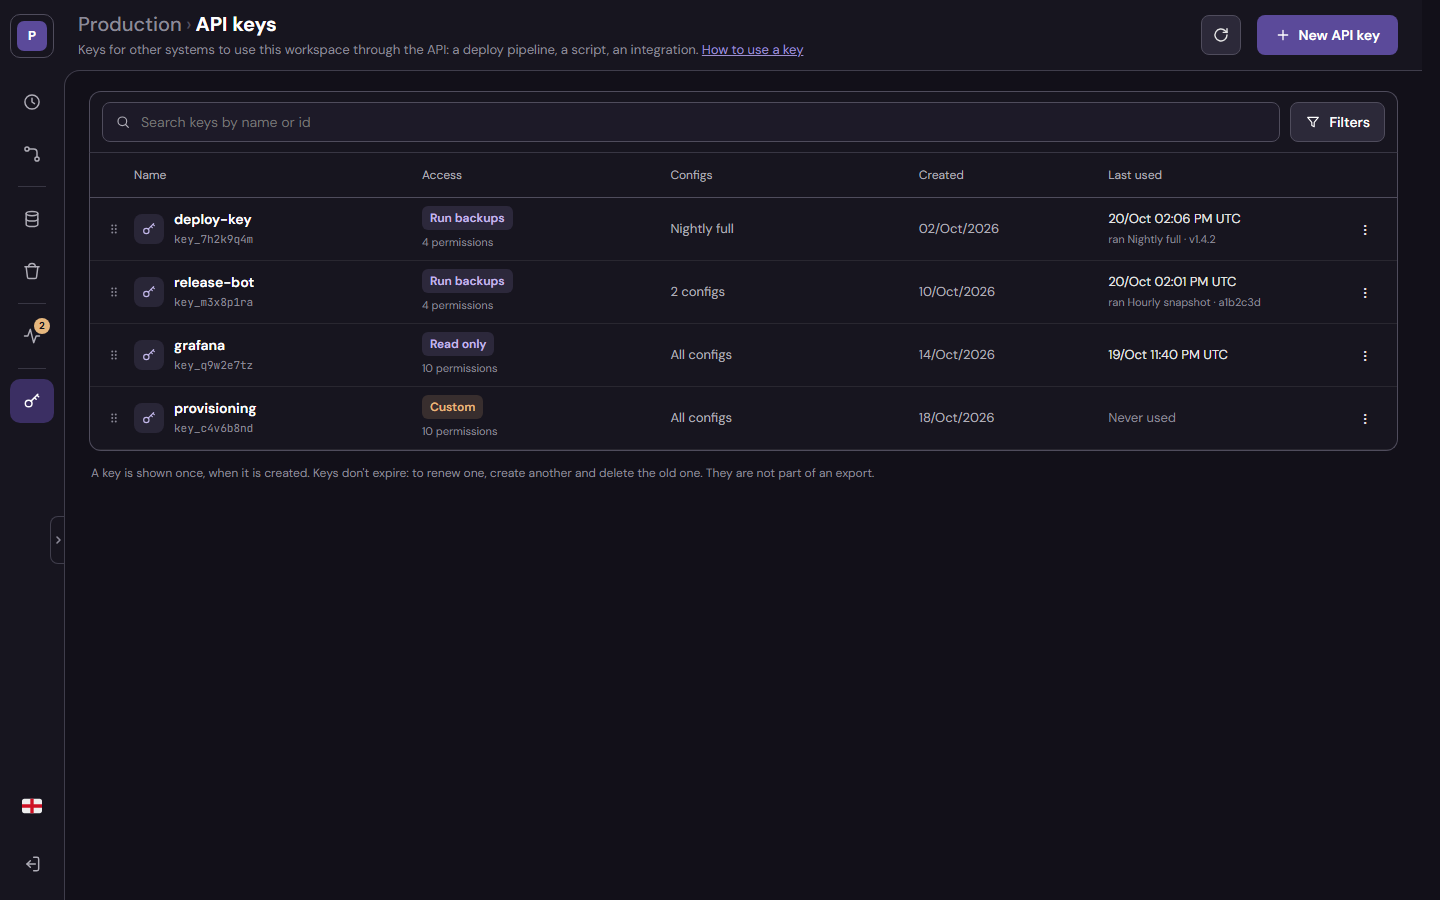 P
Production › API keys
Keys for other systems to use this workspace through the API: a deploy pipeline, a script, an integration. How to use a key
New API key
Search keys by name or id
Filters
Name Access Configs Created Last used
deploy-key
key_7h2k9q4m
Run backups
4 permissions
Nightly full
02/Oct/2026
20/Oct 02:06 PM UTC
ran Nightly full · v1.4.2
release-bot
key_m3x8p1ra
Run backups
4 permissions
2 configs
10/Oct/2026
20/Oct 02:01 PM UTC
ran Hourly snapshot · a1b2c3d
2
grafana
key_q9w2e7tz
Read only
10 permissions
All configs
14/Oct/2026
19/Oct 11:40 PM UTC
provisioning
key_c4v6b8nd
Custom
10 permissions
All configs
18/Oct/2026
Never used
A key is shown once, when it is created. Keys don't expire: to renew one, create another and delete the old one. They are not part of an export.